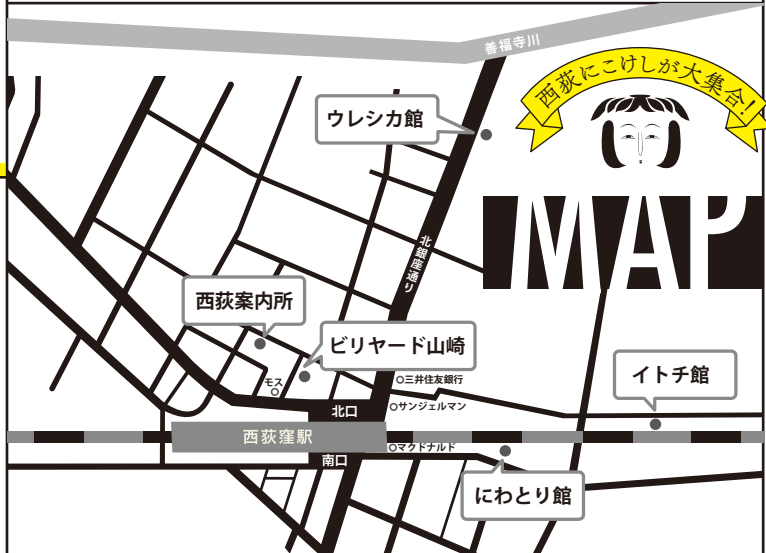 善福寺川
西荻にこけしが大集合!
MAP
ウレシカ館
北銀座通り
西荻案内所
ビリヤード山崎
モス
三井住友銀行
イトチ館
サンジェルマン
北口
西荻窪駅
マクドナルド
南口
にわとり館